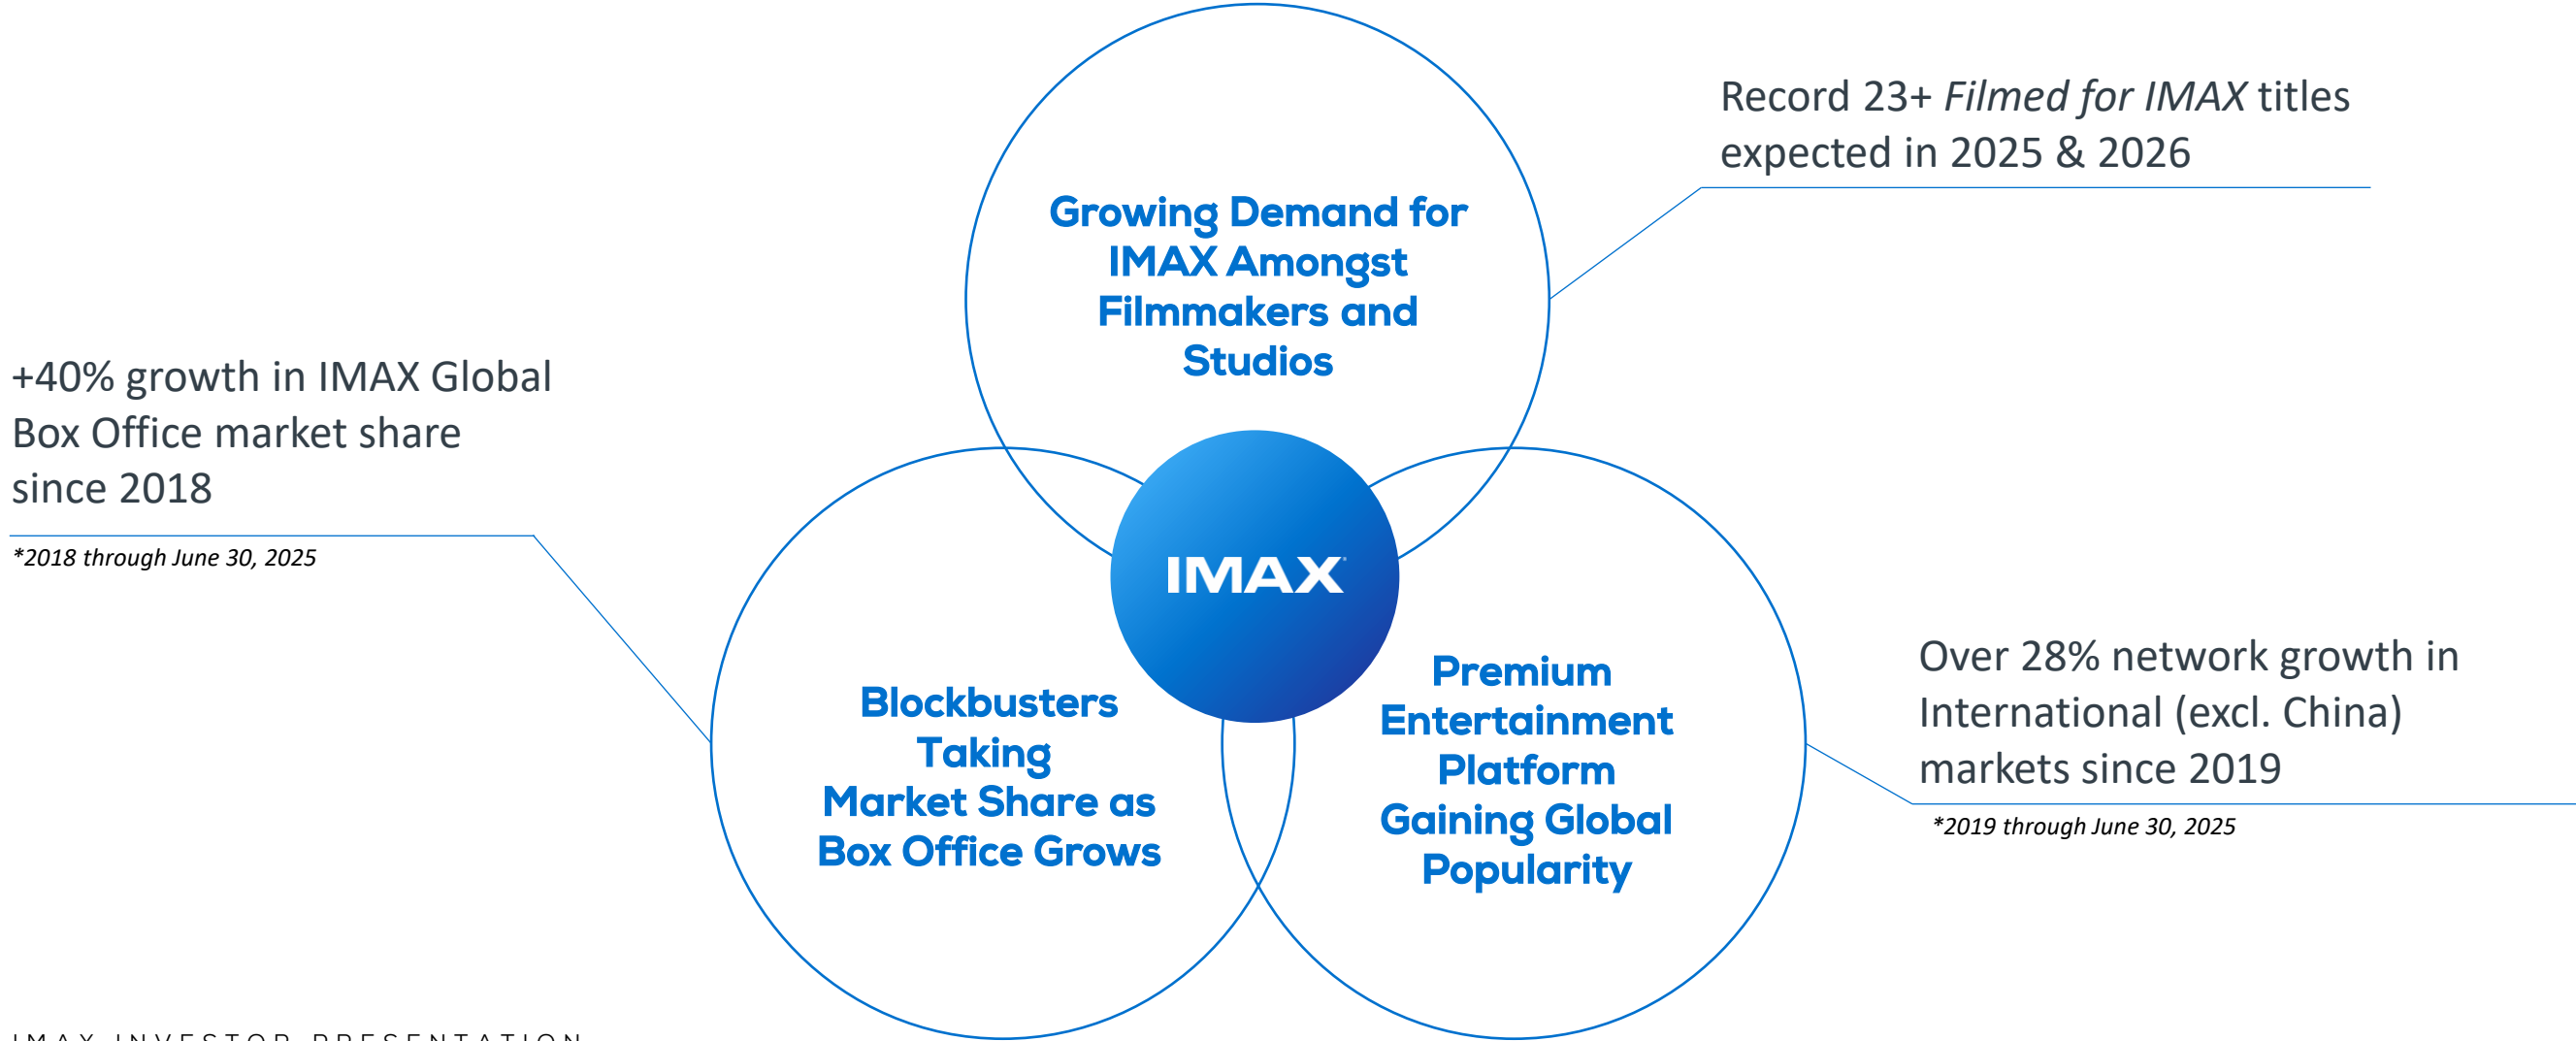 Record 23+ Filmed for IMAX titles
expected in 2025 & 2026
Growing Demand for
IMAX Amongst
Filmmakers and
Studios
+40% growth in IMAX Global
Box Office market share
since 2018
*2018 through June 30, 2025
IMAX
Blockbusters
Taking
Market Share as
Box Office Grows
Premium
Entertainment
Platform
Gaining Global
Popularity
Over 28% network growth in
International (excl. China)
markets since 2019
*2019 through June 30, 2025
IMAX INVESTOR PRESENTATION